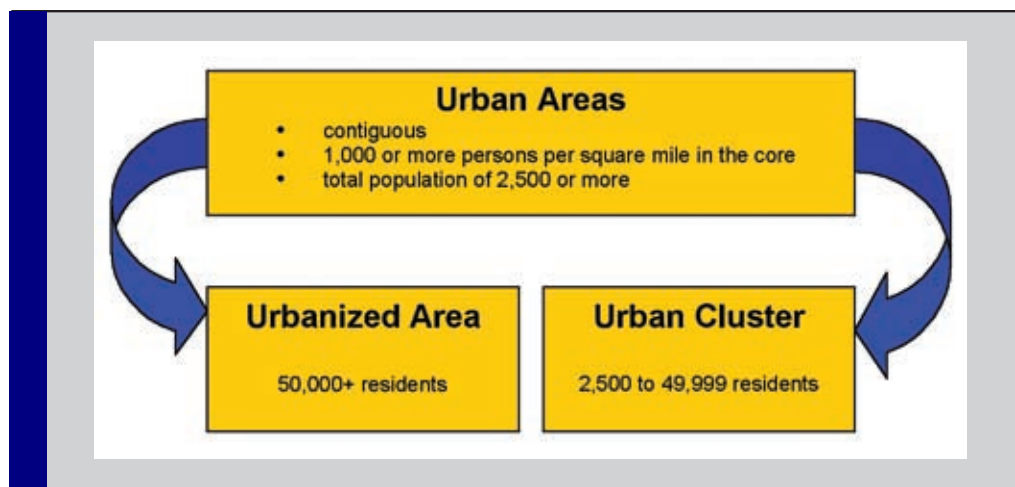 Urban Areas
• contiguous
• 1,000 or more persons per square mile in the core
• total population of 2,500 or more
Urbanized Area
50,000+ residents
Urban Cluster
2,500 to 49,999 residents